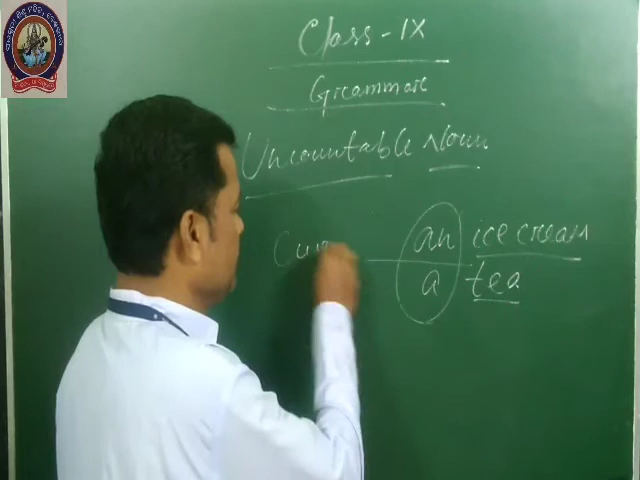 Class-IX
Grammar
Uncountable Noun
an ice cream
a tea